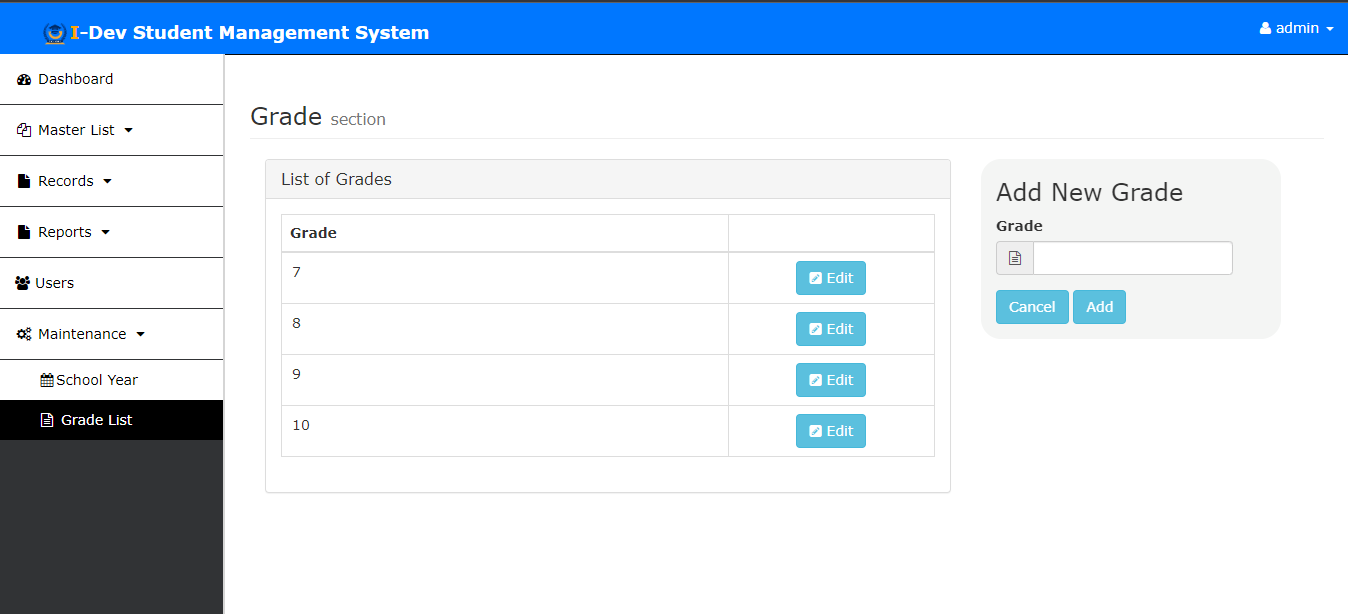 I-Dev Student Management System
admin
Dashboard
Master List
Records
Reports
Users
Maintenance
School Year
Grade List
Grade section
List of Grades
Grade
7 Edit
8 Edit
9 Edit
10 Edit
Add New Grade
Grade
Cancel Add